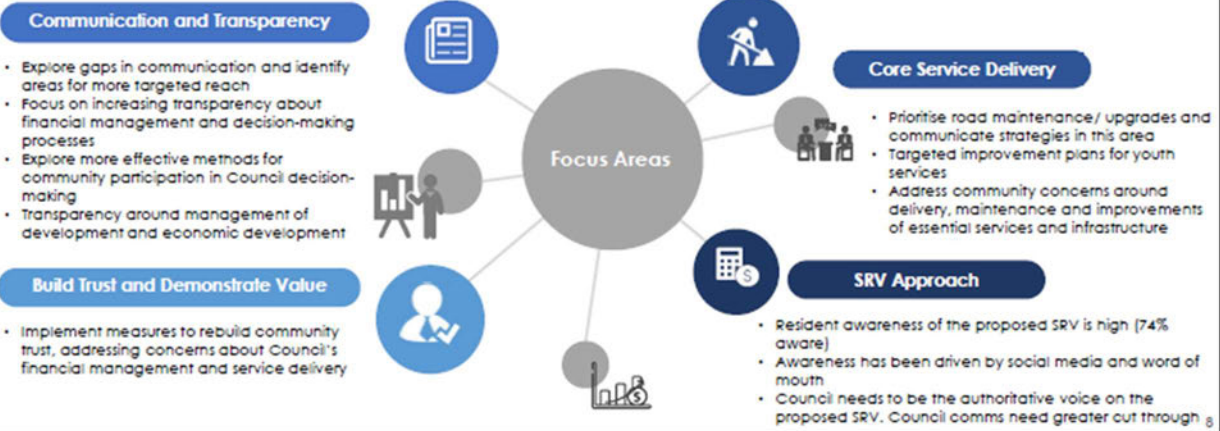 Communication and Transparency
• Explore gaps in communication and identify
areas for more targeted reach
• Focus on increasing transparency about
financial management and decision-making
processes
• Explore more effective methods for
community participation in Council decision-
making
• Transparency around management of
development and economic development
Build Trust and Demonstrate Value
• Implement measures to rebuild community
trust, addressing concerns about Council's
financial management and service delivery
Focus Areas
Core Service Delivery
• Prioritise road maintenance/ upgrades and
communicate strategies in this area
• Targeted improvement plans for youth
services
• Address community concerns around
delivery, maintenance and improvements
of essential services and infrastructure
SRV Approach
• Resident awareness of the proposed SRV is high (74%
aware)
• Awareness has been driven by social media and word of
mouth
• Council needs to be the authoritative voice on the
proposed SRV. Council comms need greater cut through
8